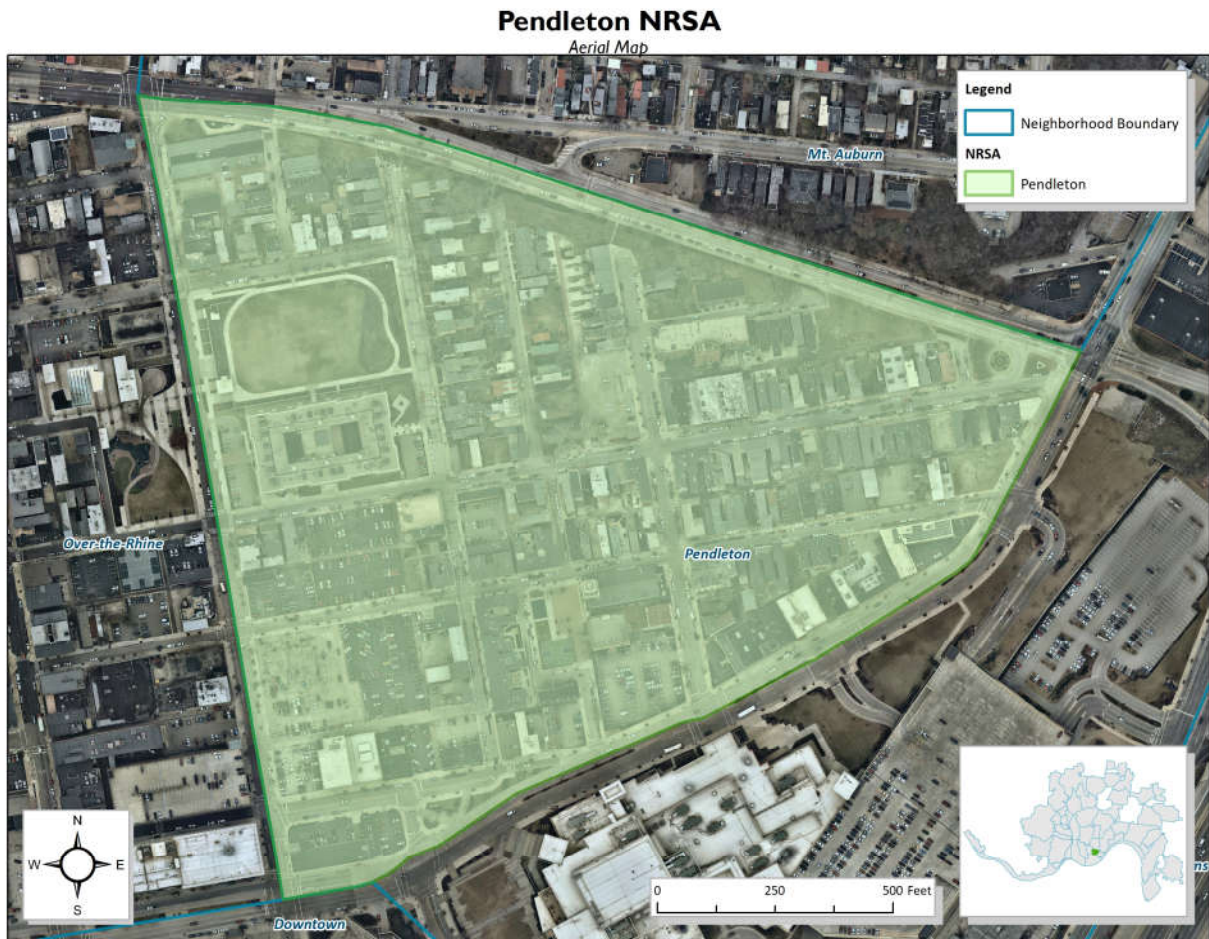 Pendleton NRSA
Aerial Map
Legend
Neighborhood Boundary
NRSA
Pendleton
Mt. Auburn
Over-the-Rhine
Pendleton
Downtown
N
W E
S
0 250 500 Feet
ns